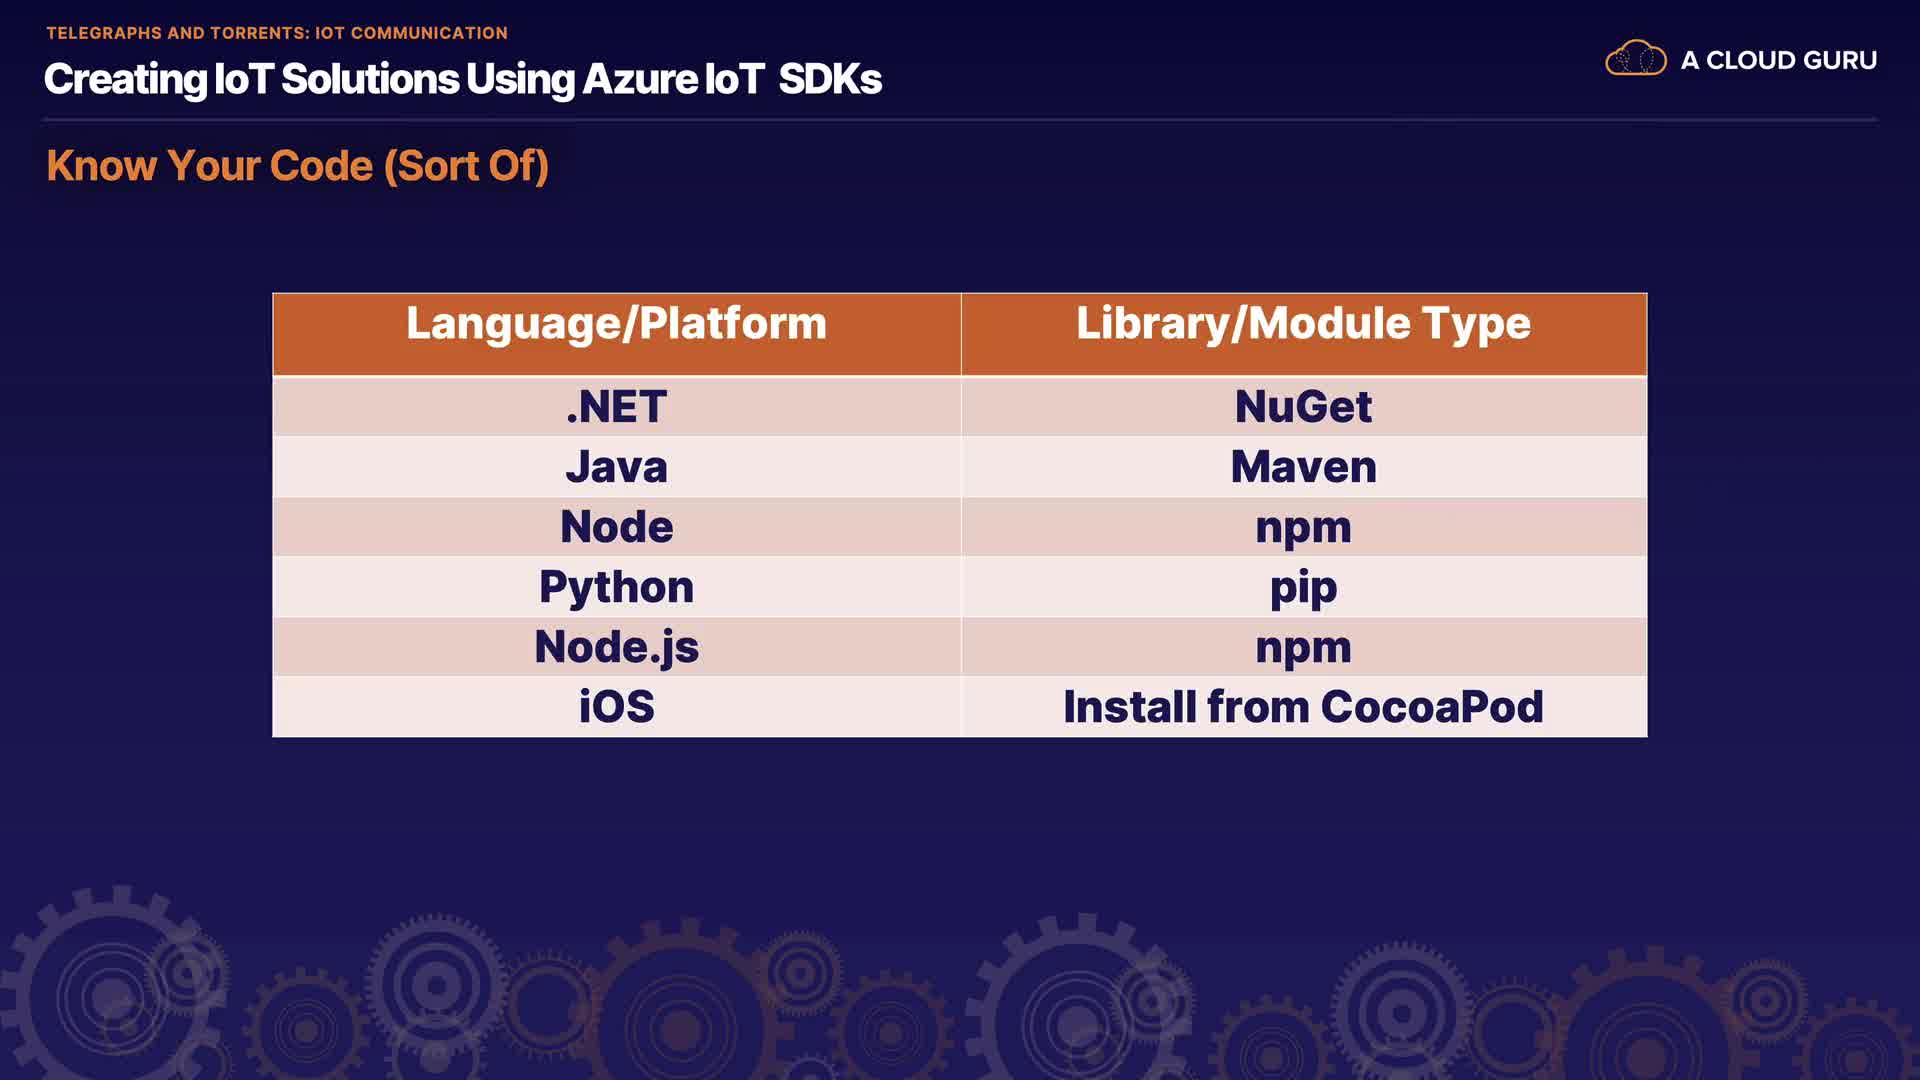 TELEGRAPHS AND TORRENTS: IOT COMMUNICATION
Creating IoT Solutions Using Azure IoT SDKs
A CLOUD GURU
Know Your Code (Sort Of)
Language/Platform Library/Module Type
.NET NuGet
Java Maven
Node npm
Python pip
Node.js npm
iOS Install from CocoaPod